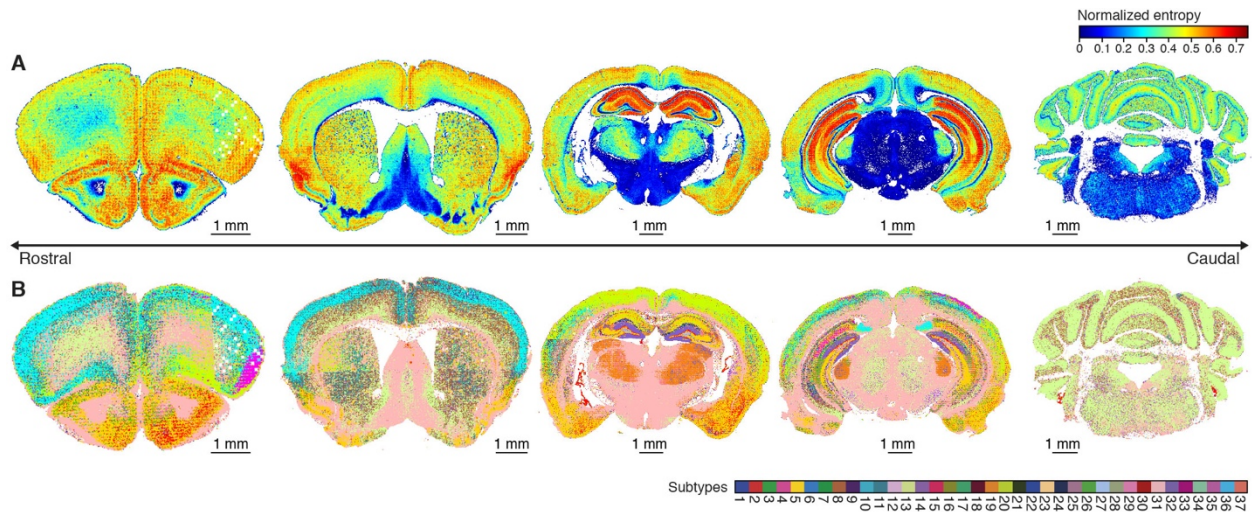 Normalized entropy
0 0.1 0.2 0.3 0.4 0.5 0.6 0.7
A
1 mm 1 mm 1 mm 1 mm 1 mm
Rostral Caudal
B
1 mm 1 mm 1 mm 1 mm 1 mm
Subtypes
1 2 3 4 5 6 7 8 9 10 11 12 13 14 15 16 17 18 19 20 21 22 23 24 25 26 27 28 29 30 31 32 33 34 35 36 37